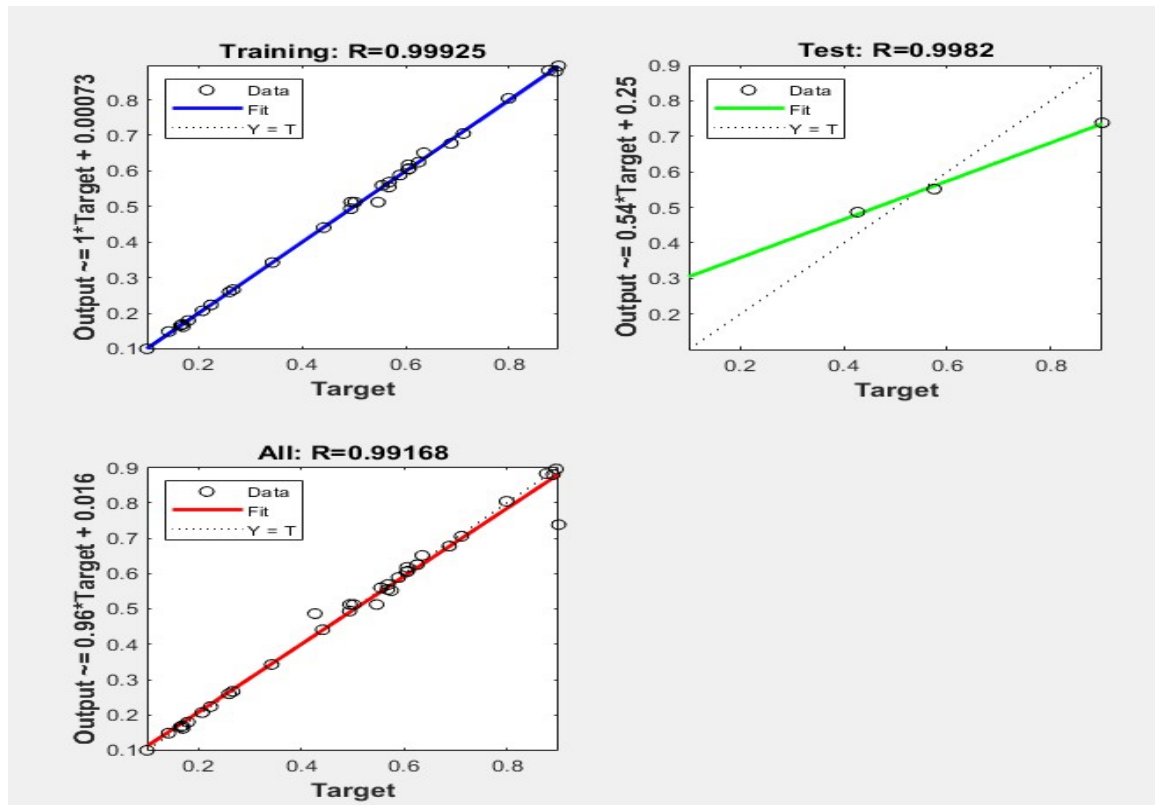 Training: R=0.99925
Output ~= 1*Target + 0.00073
Data
Fit
Y = T
0.8
0.7
0.6
0.5
0.4
0.3
0.2
0.1
0.2
0.4
0.6
0.8
Target
Test: R=0.9982
Output ~= 0.54*Target + 0.25
Data
Fit
Y = T
0.9
0.8
0.7
0.6
0.5
0.4
0.3
0.2
0.2
0.4
0.6
0.8
Target
All: R=0.99168
Output ~= 0.96*Target + 0.016
Data
Fit
Y = T
0.9
0.8
0.7
0.6
0.5
0.4
0.3
0.2
0.1
0.2
0.4
0.6
0.8
Target